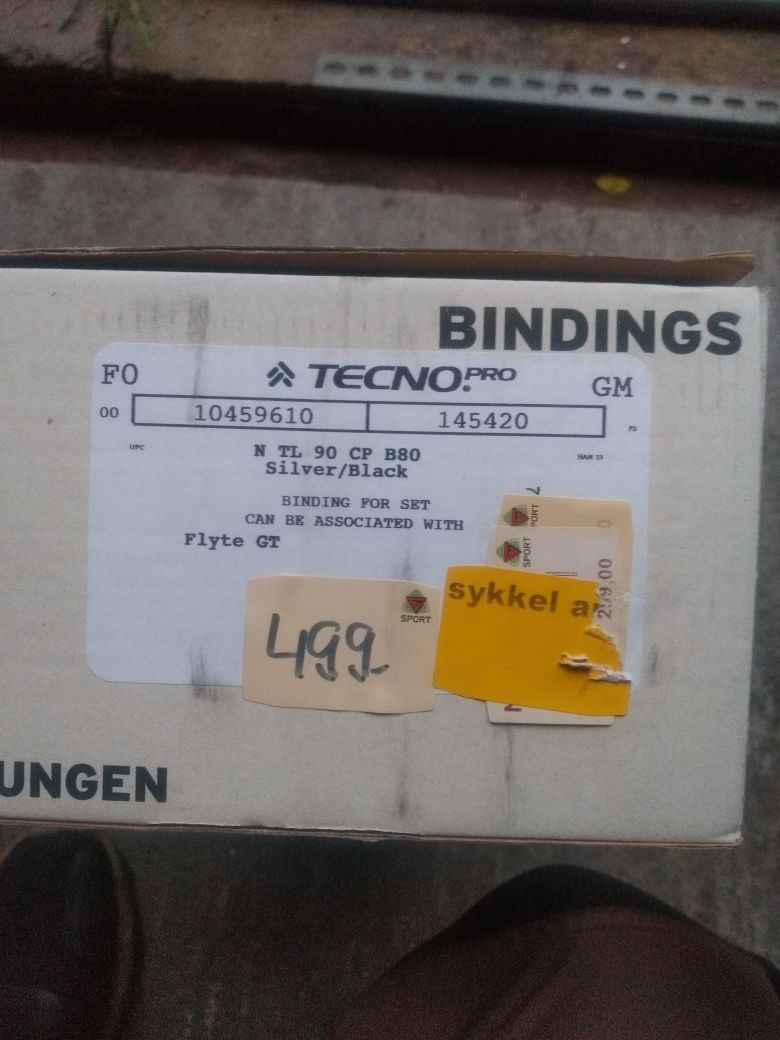 BINDINGS
FO
TECNO.PRO
GM
00
10459610
145420
UPC
N TL 90 CP B80
Silver/Black
BINDING FOR SET
CAN BE ASSOCIATED WITH
Flyte GT
SPORT
SPORT
sykkel
SPORT
499-
UNGEN